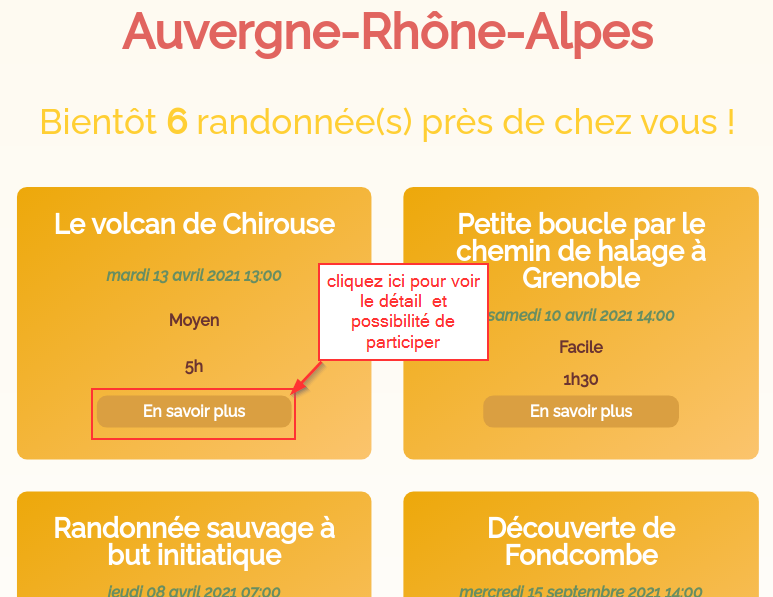 Auvergne-Rhône-Alpes
Bientôt 6 randonnée(s) près de chez vous !
Le volcan de Chirouse
mardi 13 avril 2021 13:00
Moyen
5h
En savoir plus
cliquez ici pour voir
le détail et
possibilité de
participer
Petite boucle par le
chemin de halage à
Grenoble
samedi 10 avril 2021 14:00
Facile
1h30
En savoir plus
Randonnée sauvage à
but initiatique
jeudi 08 avril 2021 07:00
Découverte de
Fondcombe
mercredi 15 septembre 2021 14:00